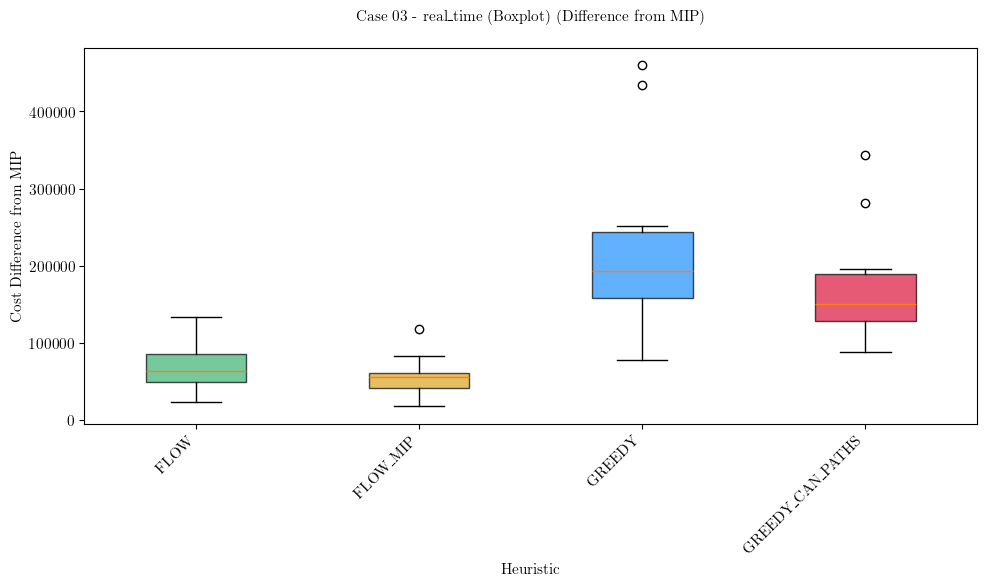 Case 03 - real_time (Boxplot) (Difference from MIP)
Cost Difference from MIP
400000
300000
200000
100000
0
FLOW
FLOW_MIP
GREEDY
GREEDY_CAN_PATHS
Heuristic